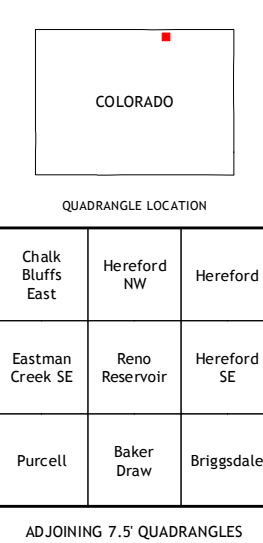 COLORADO
QUADRANGLE LOCATION
Chalk
Bluffs
East
Hereford
NW
Hereford
Eastman
Creek SE
Reno
Reservoir
Hereford
SE
Purcell
Baker
Draw
Briggsdale
ADJOINING 7.5' QUADRANGLES